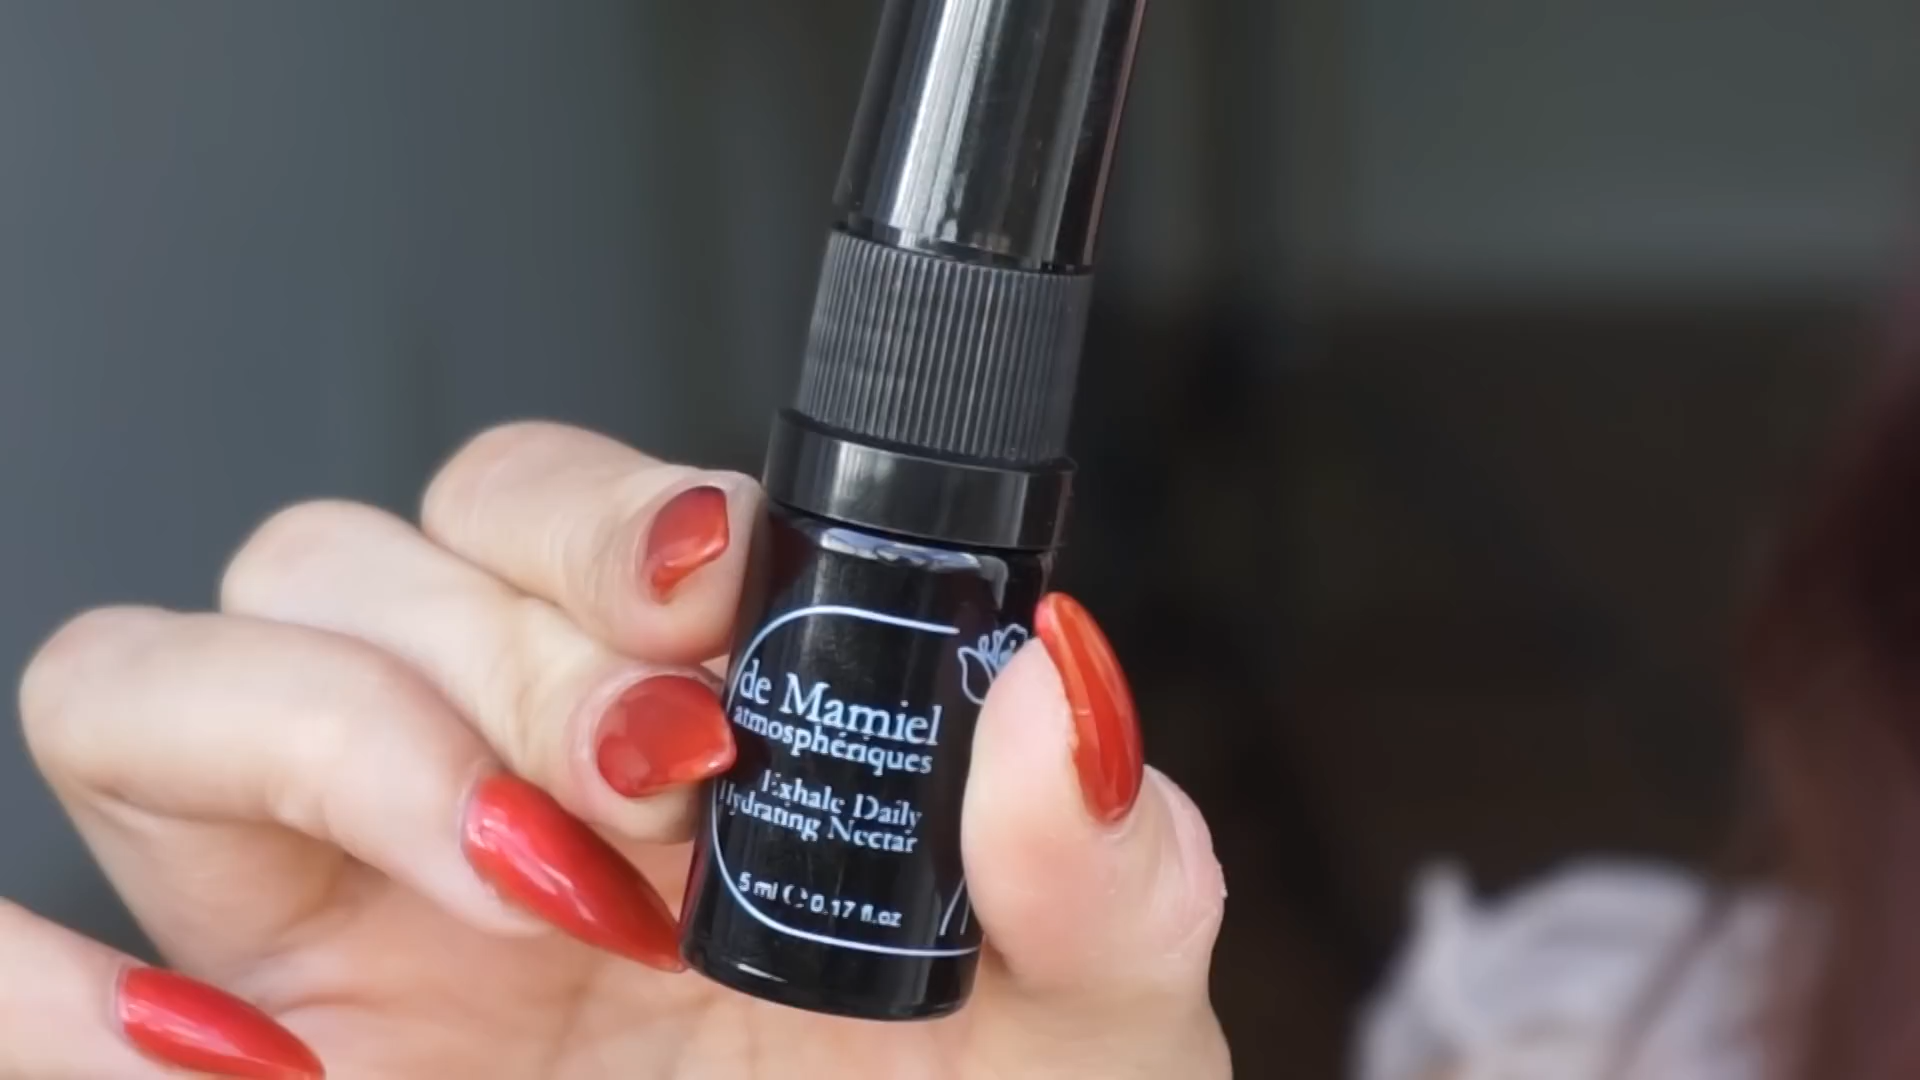 de Mamiel
atmosphériques
Exhale Daily
Hydrating Nectar
5 ml ℮ 0.17 fl.oz